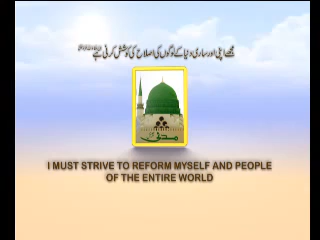 مجھے اپنی اور ساری دنیا کے لوگوں کی اصلاح کی کوشش کرنی ہے
مدنی
I MUST STRIVE TO REFORM MYSELF AND PEOPLE
OF THE ENTIRE WORLD